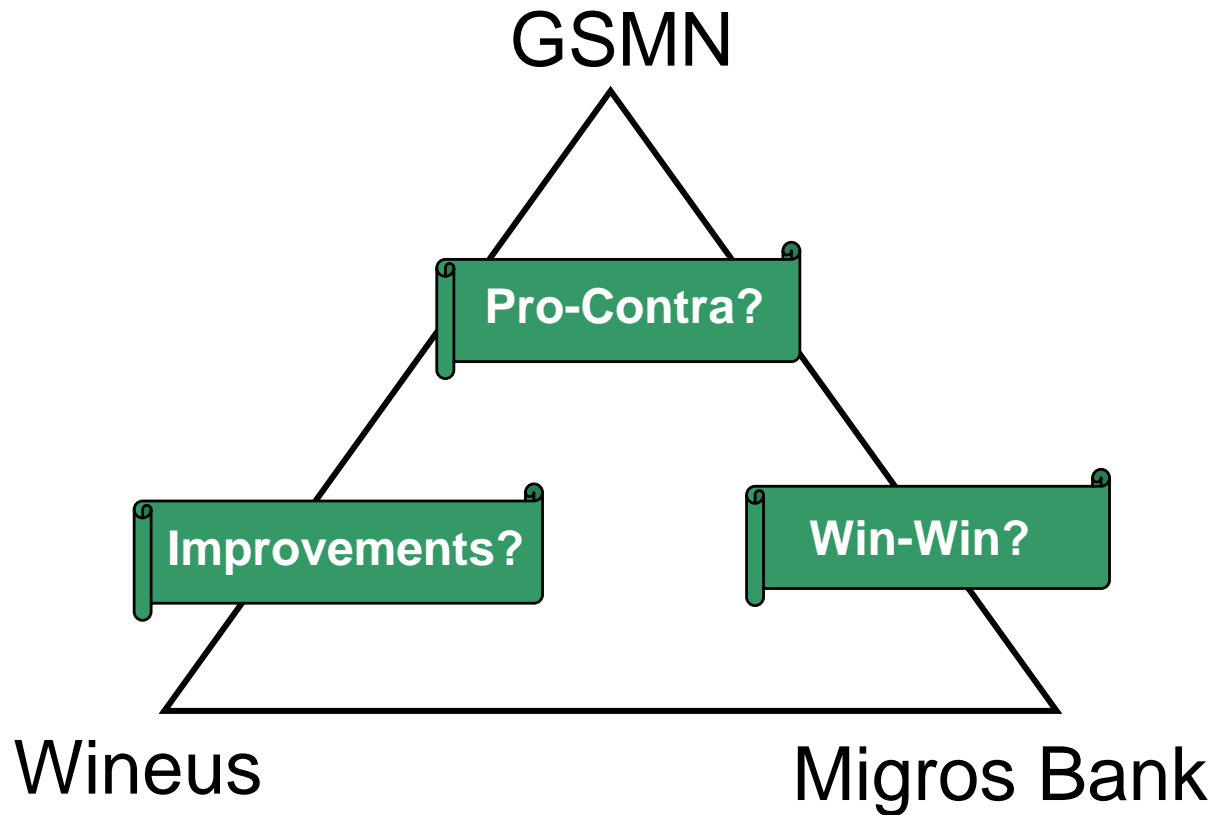 GSMN
Pro-Contra?
Improvements?
Win-Win?
Wineus
Migros Bank